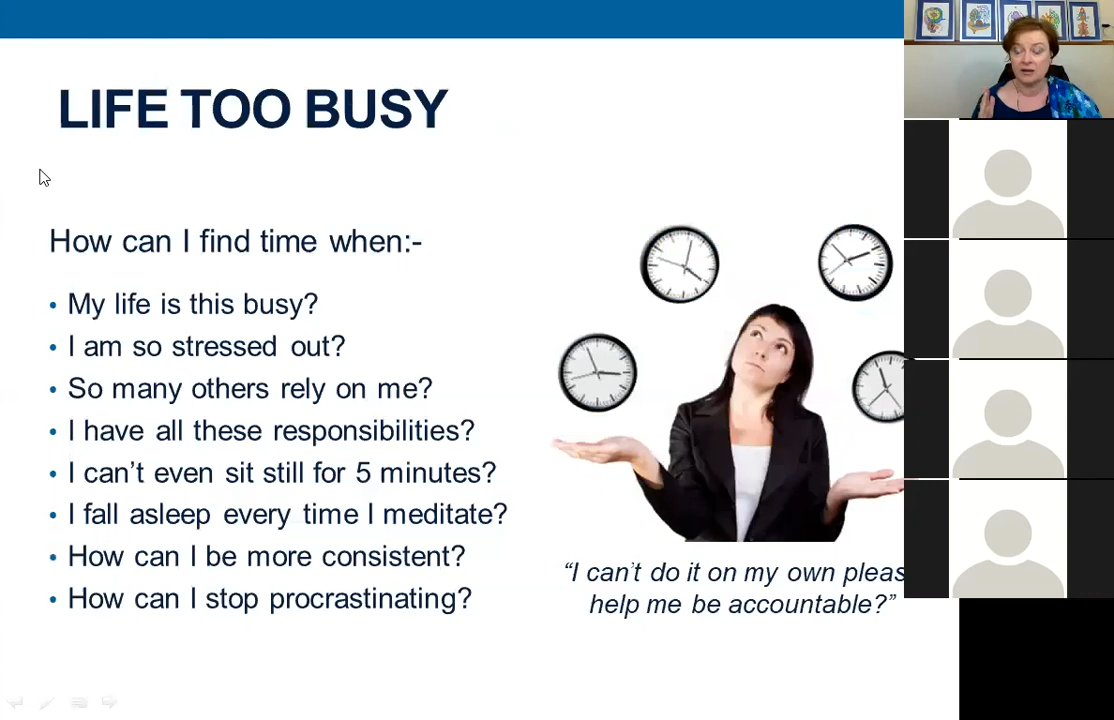 LIFE TOO BUSY
How can I find time when:-
• My life is this busy?
• I am so stressed out?
• So many others rely on me?
• I have all these responsibilities?
• I can’t even sit still for 5 minutes?
• I fall asleep every time I meditate?
• How can I be more consistent?
• How can I stop procrastinating?
“I can’t do it on my own pleas
help me be accountable?”